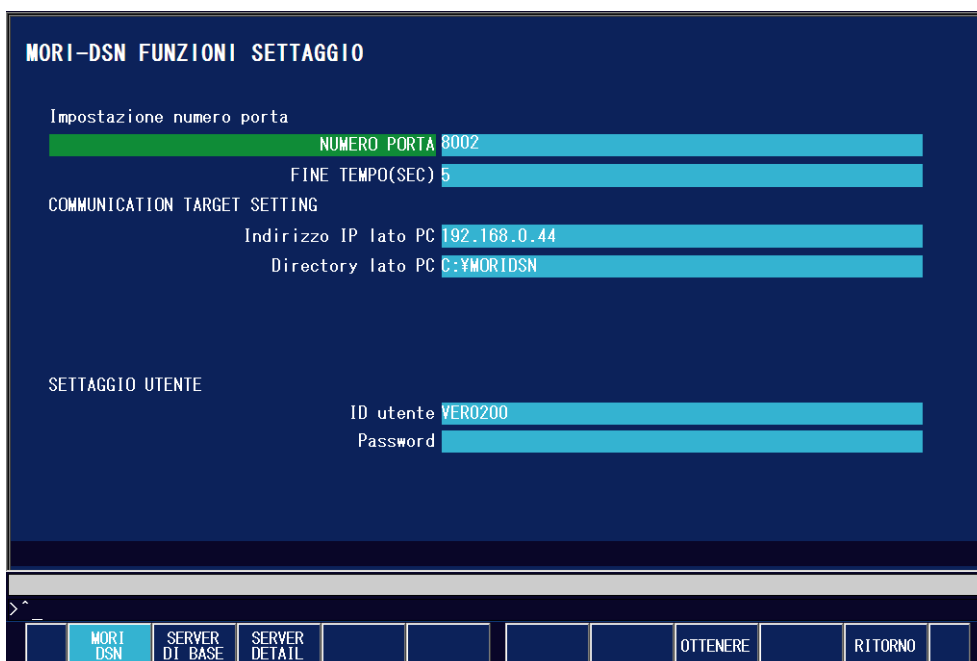 MORI-DSN FUNZIONI SETTAGGIO
Impostazione numero porta
NUMERO PORTA 8002
FINE TEMPO(SEC) 5
COMMUNICATION TARGET SETTING
Indirizzo IP lato PC 192.168.0.44
Directory lato PC C:¥MORIDSN
SETTAGGIO UTENTE
ID utente VER0200
Password
>^_
MORI DSN SERVER DI BASE SERVER DETAIL OTTENERE RITORNO